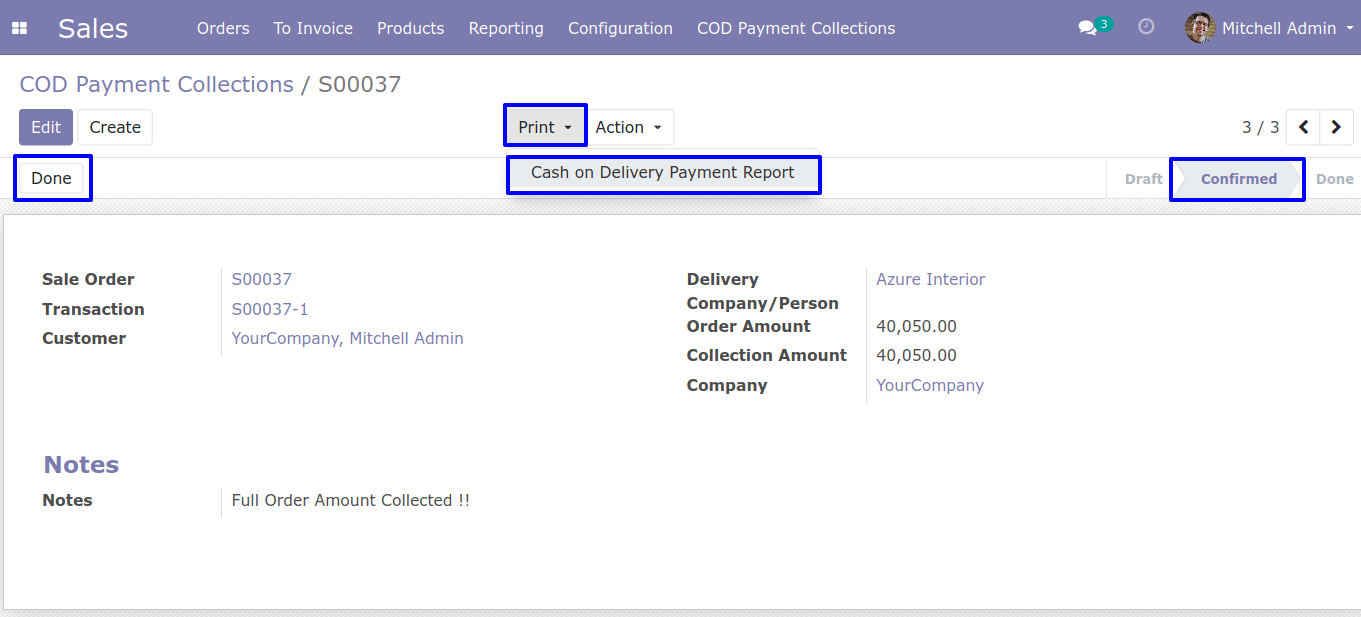 Sales Orders To Invoice Products Reporting Configuration COD Payment Collections 3 Mitchell Admin
COD Payment Collections / S00037
Edit Create Print Action 3 / 3
Done Cash on Delivery Payment Report Draft Confirmed Done
Sale Order S00037
Transaction S00037-1
Customer YourCompany, Mitchell Admin
Delivery Azure Interior
Company/Person
Order Amount 40,050.00
Collection Amount 40,050.00
Company YourCompany
Notes
Notes Full Order Amount Collected !!